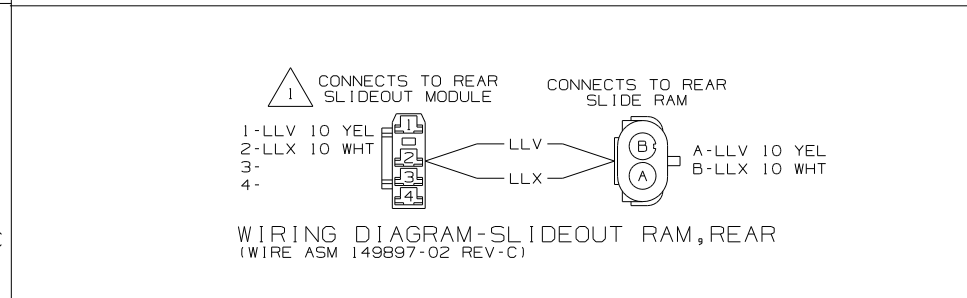 1 CONNECTS TO REAR
SLIDEOUT MODULE
CONNECTS TO REAR
SLIDE RAM
1-LLV 10 YEL
2-LLX 10 WHT
3-
4-
1
2
3
4
LLV
LLX
B
A
A-LLV 10 YEL
B-LLX 10 WHT
WIRING DIAGRAM-SLIDEOUT RAM,REAR
(WIRE ASM 149897-02 REV-C)